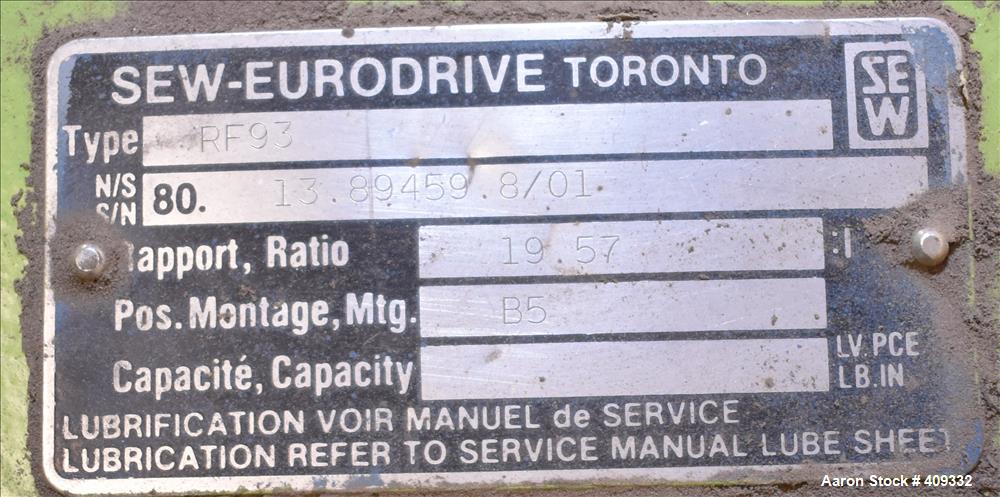 SEW-EURODRIVE TORONTO
SEW
Type RF93
N/S
S/N 80. 13.89459.8/01
Rapport, Ratio 19 57 :1
Pos. Montage, Mtg. B5
Capacité, Capacity LV. PCE
LB.IN
LUBRIFICATION VOIR MANUEL de SERVICE
LUBRICATION REFER TO SERVICE MANUAL LUBE SHEET
Aaron Stock # 409332